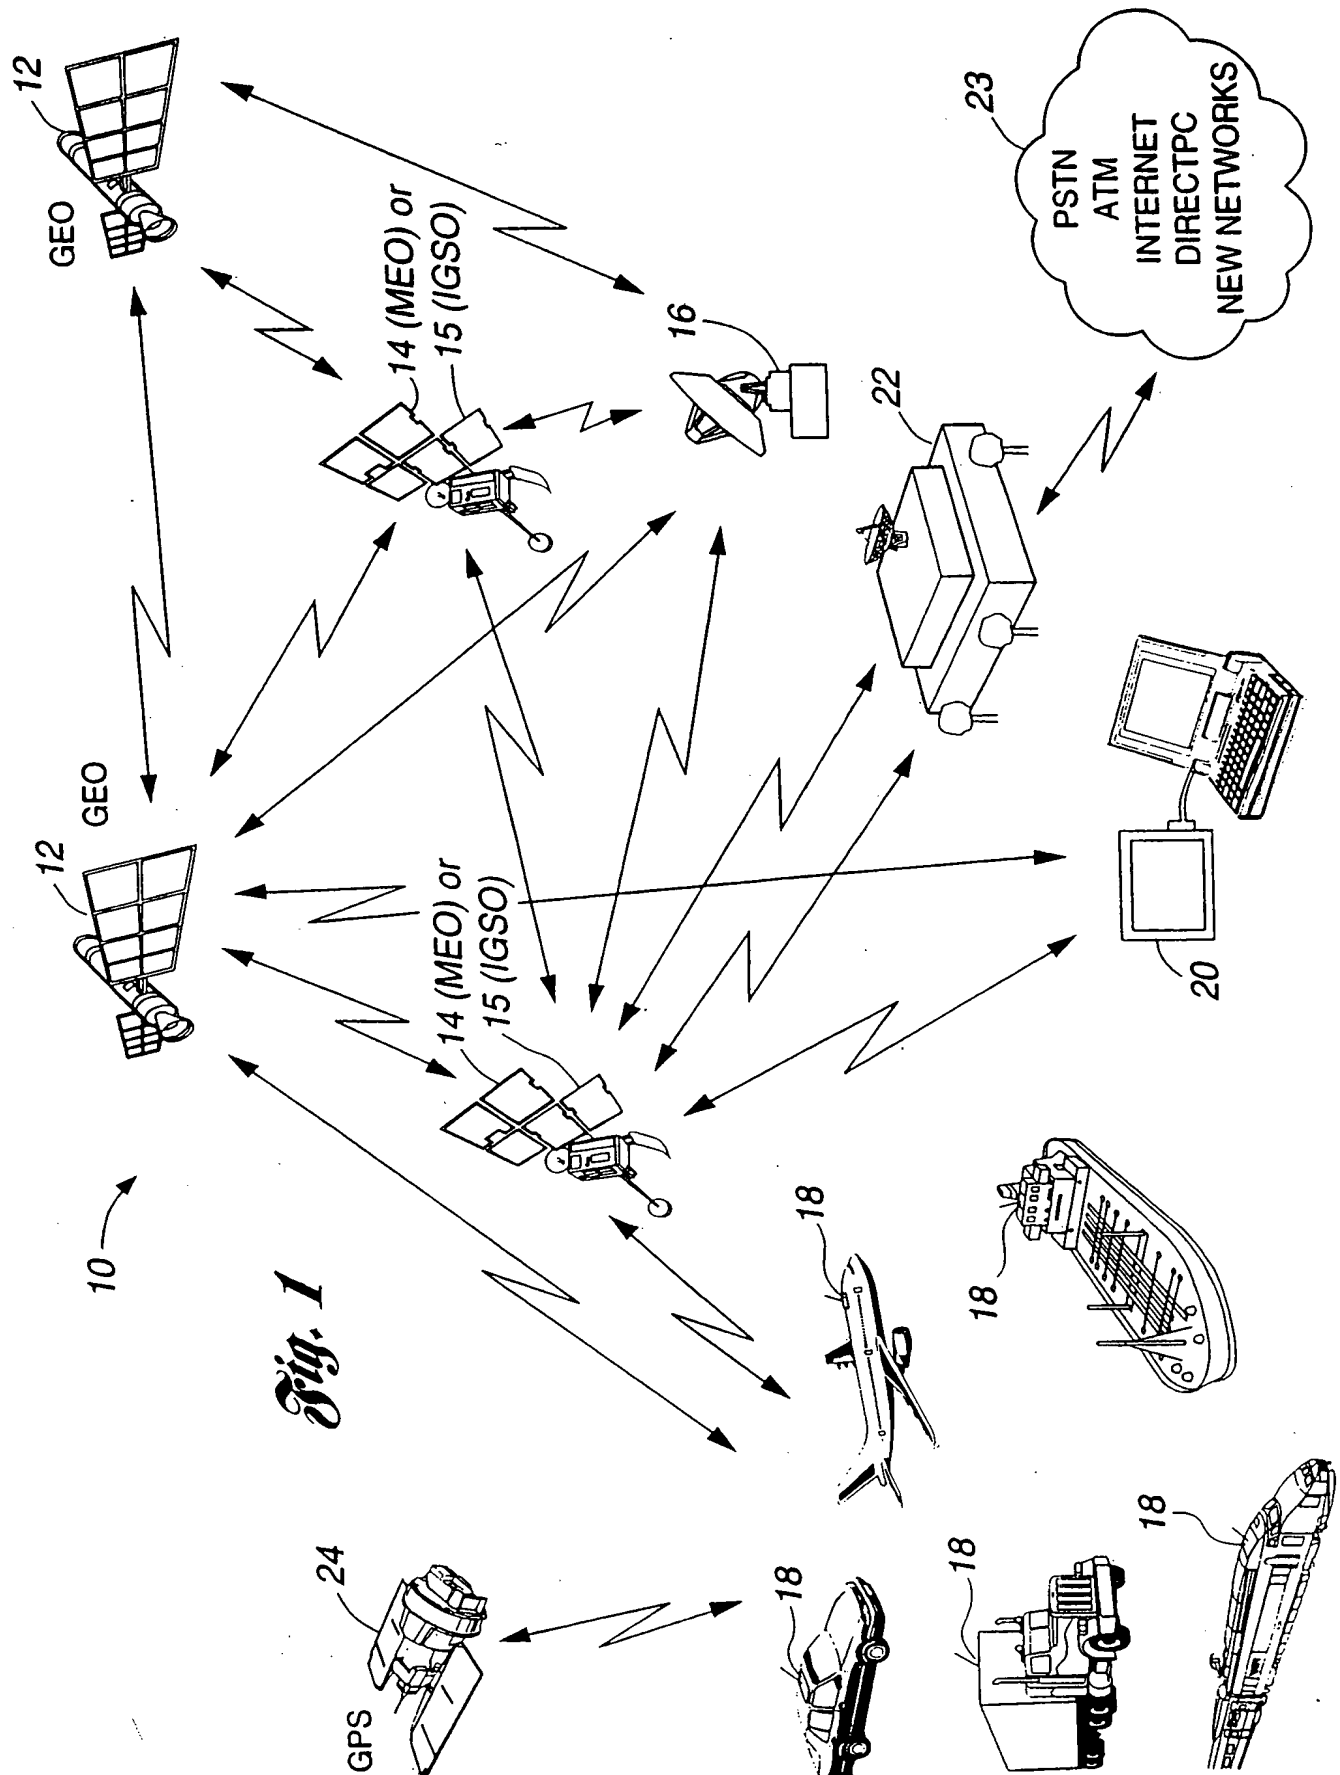 10
Fig. 1
GPS
24
12
GEO
12
GEO
14 (MEO) or
15 (IGSO)
14 (MEO) or
15 (IGSO)
16
18
18
18
18
18
20
22
23
PSTN
ATM
INTERNET
DIRECTPC
NEW NETWORKS